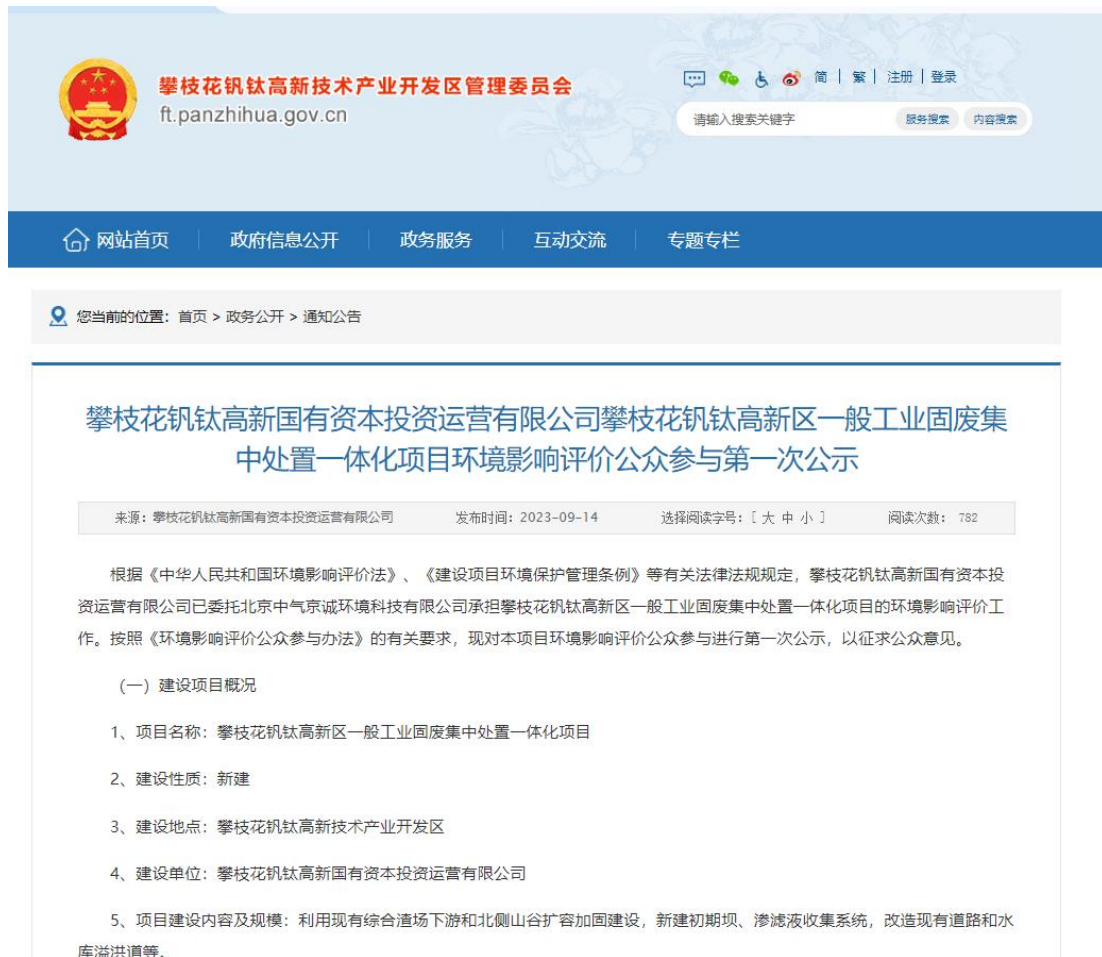 攀枝花钒钛高新技术产业开发区管理委员会
ft.panzhihua.gov.cn
简 | 繁 | 注册 | 登录
请输入搜索关键字 服务搜索 内容搜索
网站首页 政府信息公开 政务服务 互动交流 专题专栏
您当前的位置：首页 > 政务公开 > 通知公告
攀枝花钒钛高新国有资本投资运营有限公司攀枝花钒钛高新区一般工业固废集
中处置一体化项目环境影响评价公众参与第一次公示
来源：攀枝花钒钛高新国有资本投资运营有限公司 发布时间：2023-09-14 选择阅读字号：[ 大 中 小 ] 阅读次数： 782
根据《中华人民共和国环境影响评价法》、《建设项目环境保护管理条例》等有关法律法规规定，攀枝花钒钛高新国有资本投
资运营有限公司已委托北京中气京诚环境科技有限公司承担攀枝花钒钛高新区一般工业固废集中处置一体化项目的环境影响评价工
作。按照《环境影响评价公众参与办法》的有关要求，现对本项目环境影响评价公众参与进行第一次公示，以征求公众意见。
（一）建设项目概况
1、项目名称：攀枝花钒钛高新区一般工业固废集中处置一体化项目
2、建设性质：新建
3、建设地点：攀枝花钒钛高新技术产业开发区
4、建设单位：攀枝花钒钛高新国有资本投资运营有限公司
5、项目建设内容及规模：利用现有综合渣场下游和北侧山谷扩容加固建设，新建初期坝、渗滤液收集系统，改造现有道路和水
库溢洪道等。